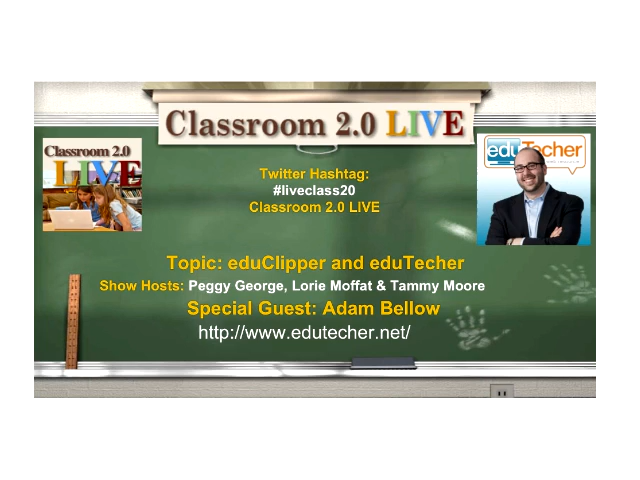 Classroom 2.0 LIVE
Classroom 2.0
LIVE
eduTecher
Twitter Hashtag:
#liveclass20
Classroom 2.0 LIVE
Topic: eduClipper and eduTecher
Show Hosts: Peggy George, Lorie Moffat & Tammy Moore
Special Guest: Adam Bellow
http://www.edutecher.net/